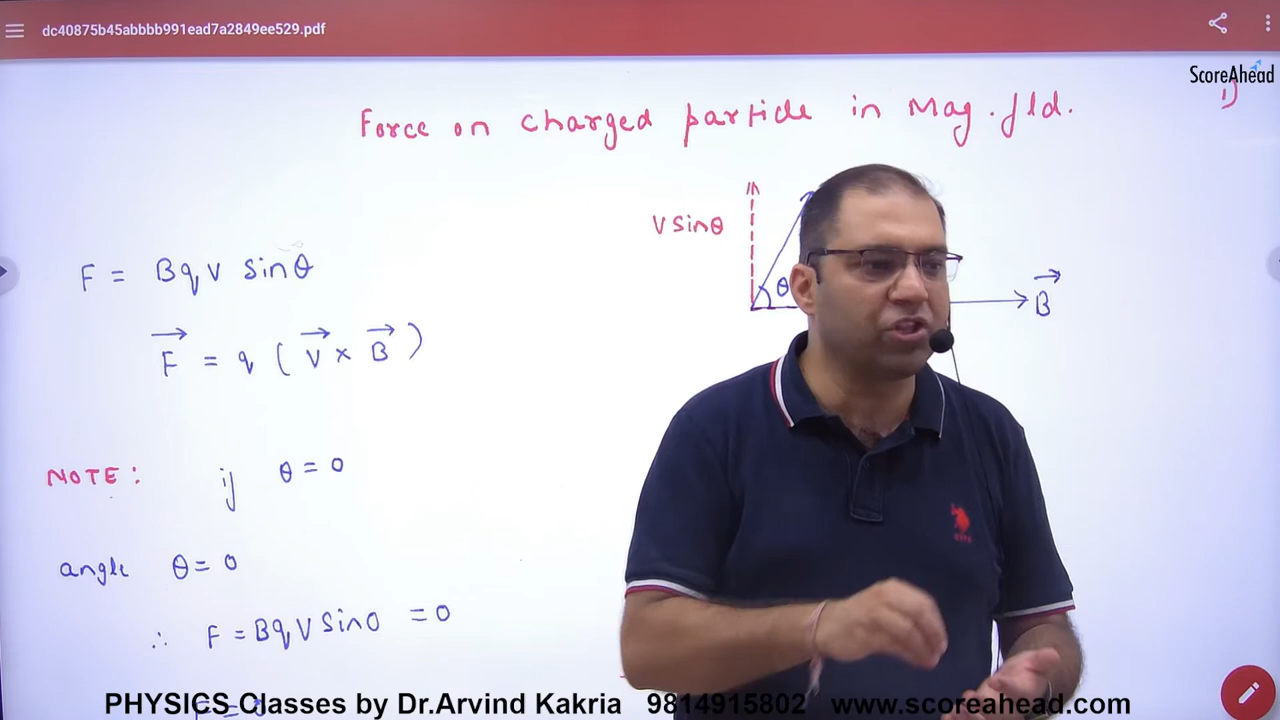 dc40875b45abbbb991ead7a2849ee529.pdf
ScoreAhead
Force on charged particle in Mag. fld.
if
V sinθ
θ
B
F = Bqv sinθ
F = q ( V × B )
NOTE : if θ = 0
angle θ = 0
∴ F = BqV Sin0 = 0
PHYSICS Classes by Dr.Arvind Kakria 9814915802 www.scoreahead.com